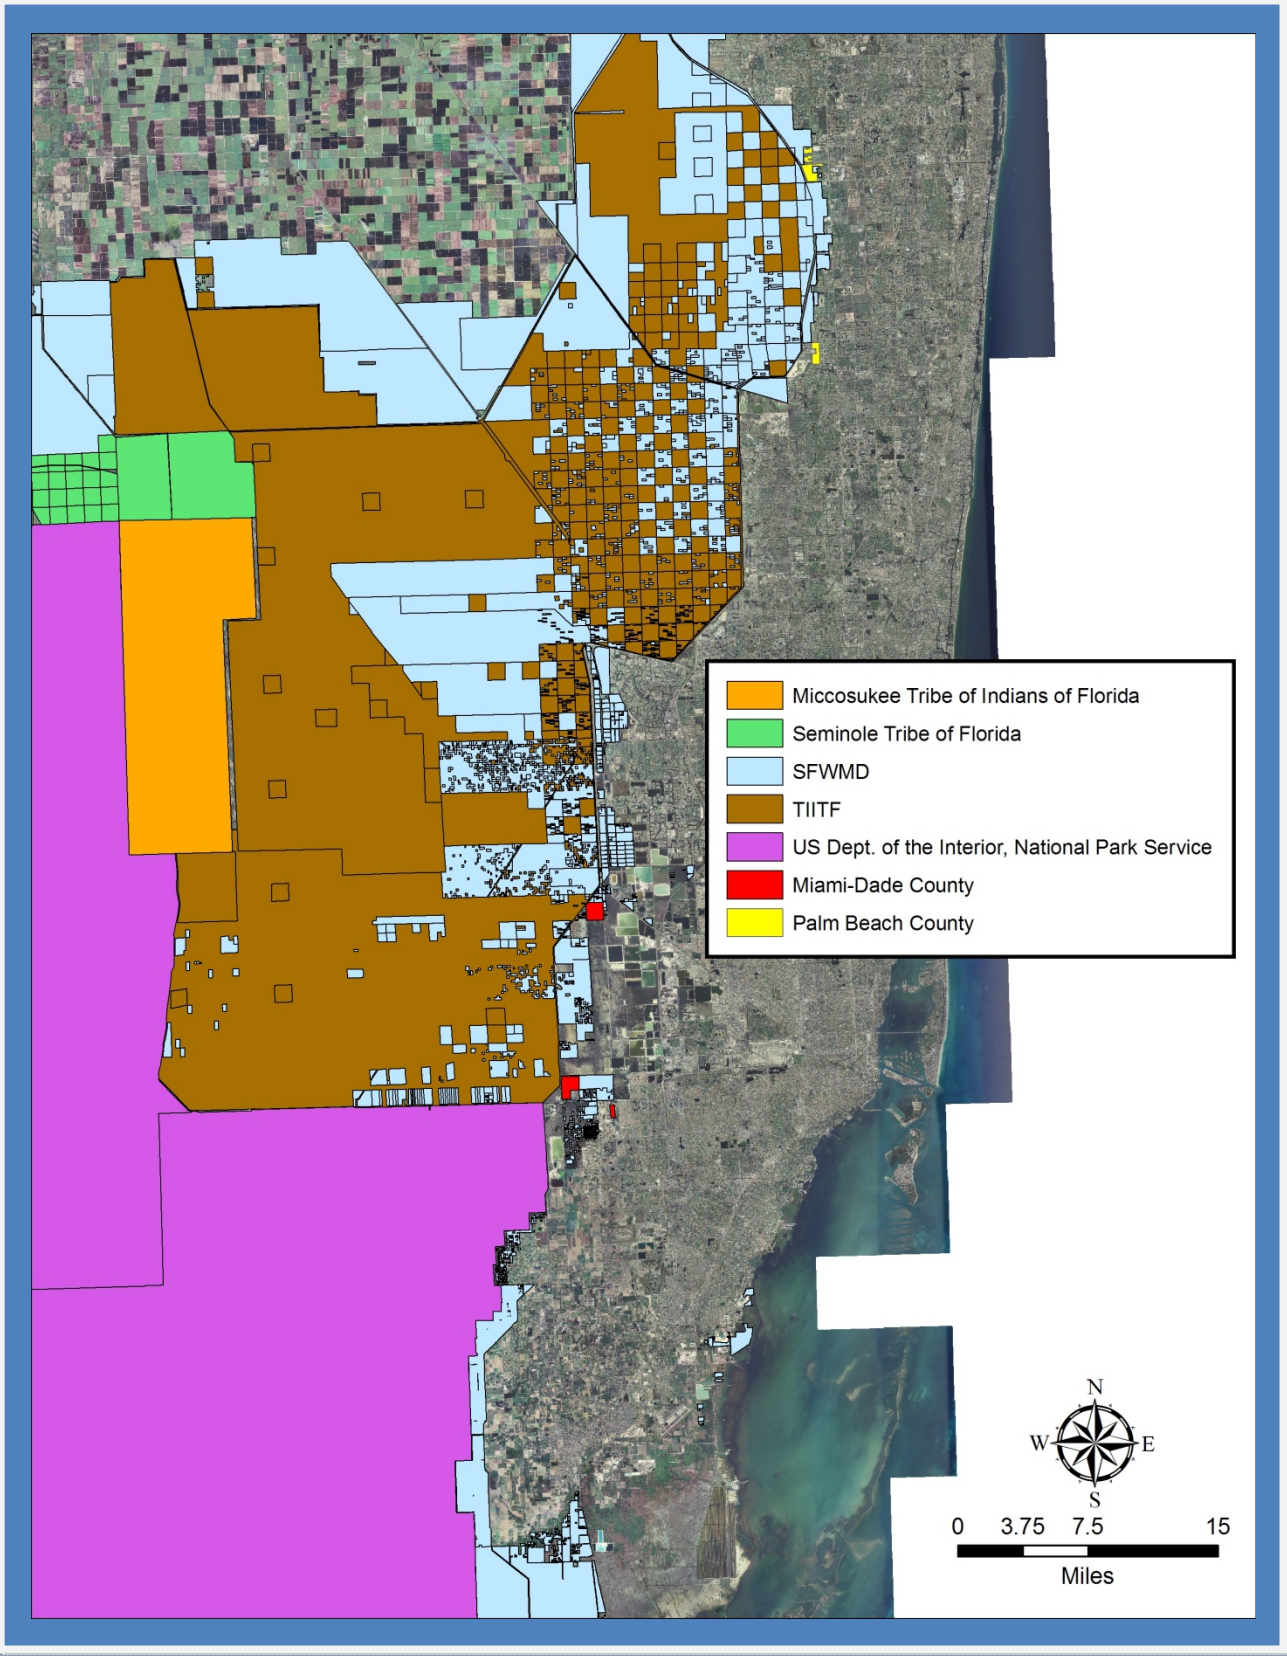 Miccosukee Tribe of Indians of Florida
Seminole Tribe of Florida
SFWMD
TIITF
US Dept. of the Interior, National Park Service
Miami-Dade County
Palm Beach County
N
W E
S
0 3.75 7.5 15
Miles